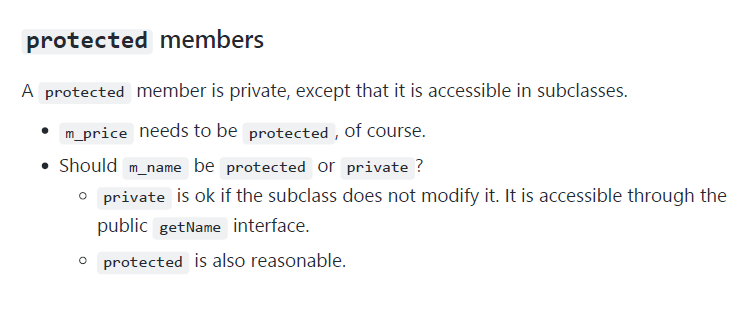 protected members
A protected member is private, except that it is accessible in subclasses.
m_price needs to be protected , of course.
Should m_name be protected or private ?
private is ok if the subclass does not modify it. It is accessible through the
public getName interface.
protected is also reasonable.